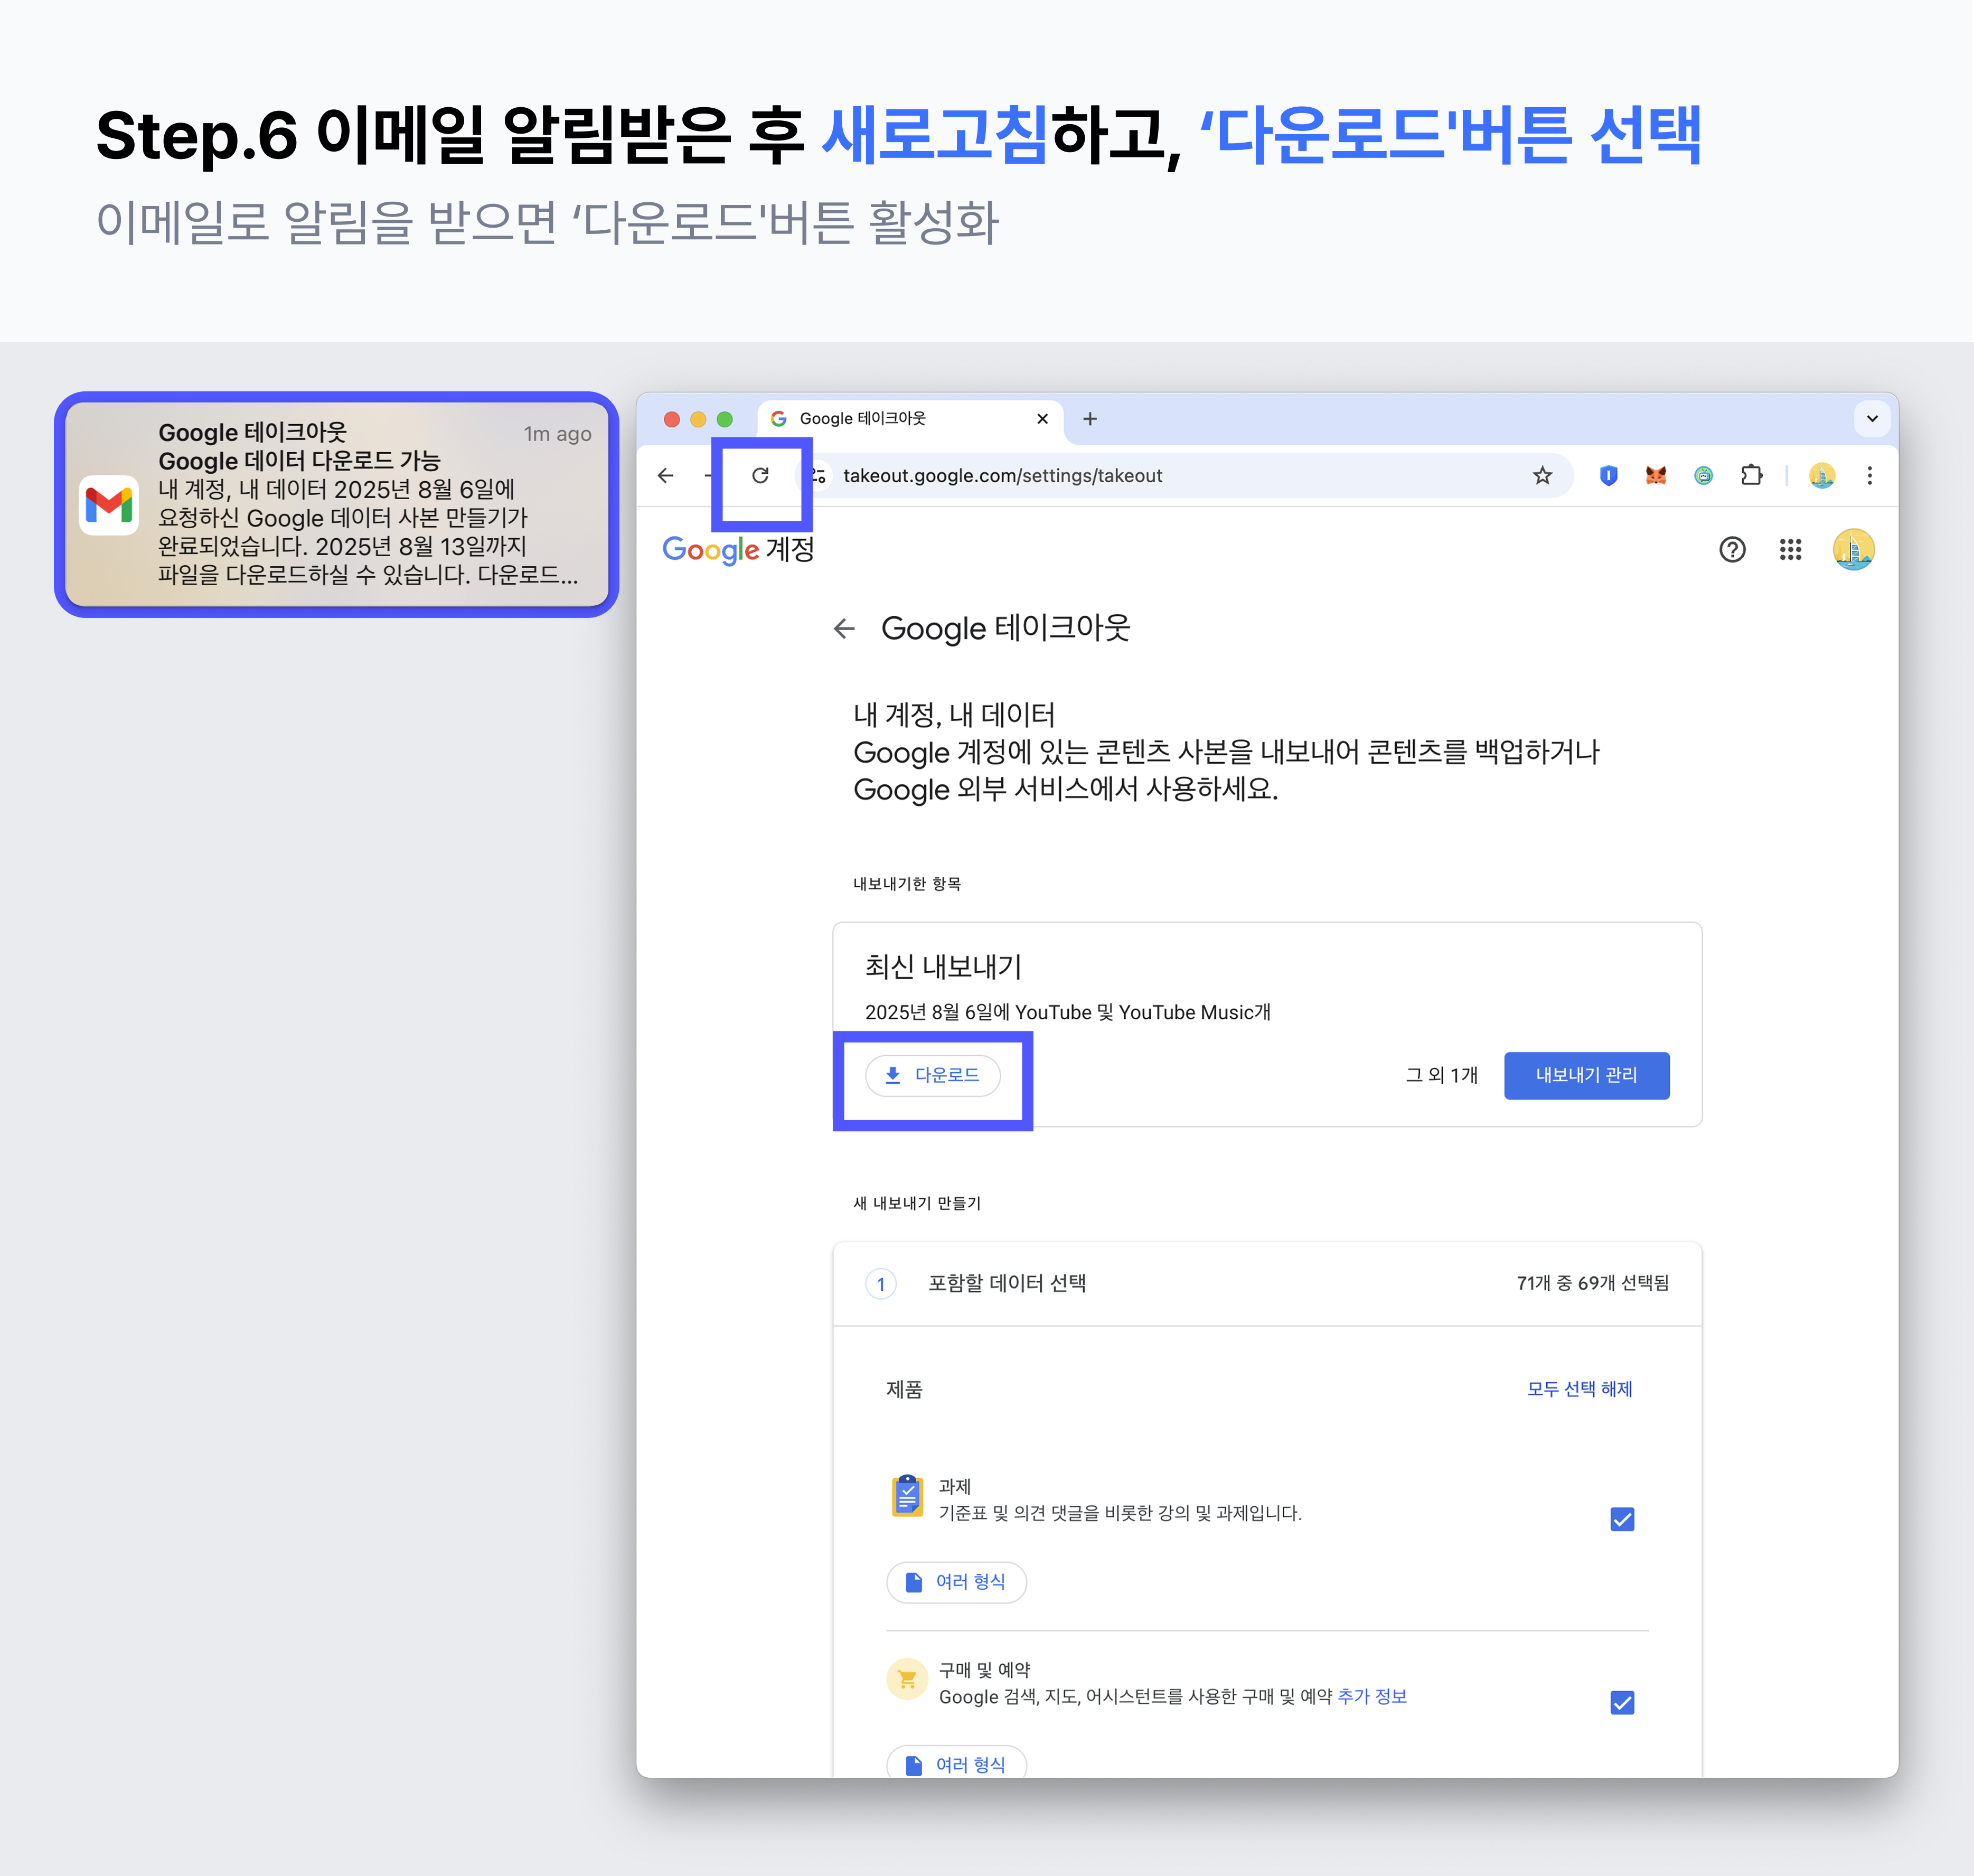 Step.6 이메일 알림받은 후 새로고침하고, ‘다운로드'버튼 선택
이메일로 알림을 받으면 ‘다운로드'버튼 활성화
Google 테이크아웃
1m ago
Google 데이터 다운로드 가능
내 계정, 내 데이터 2025년 8월 6일에
요청하신 Google 데이터 사본 만들기가
완료되었습니다. 2025년 8월 13일까지
파일을 다운로드하실 수 있습니다. 다운로드...
Google 테이크아웃
takeout.google.com/settings/takeout
Google 계정
Google 테이크아웃
내 계정, 내 데이터
Google 계정에 있는 콘텐츠 사본을 내보내어 콘텐츠를 백업하거나
Google 외부 서비스에서 사용하세요.
내보내기한 항목
최신 내보내기
2025년 8월 6일에 YouTube 및 YouTube Music개
다운로드
그 외 1개
내보내기 관리
새 내보내기 만들기
1
포함할 데이터 선택
71개 중 69개 선택됨
제품
모두 선택 해제
과제
기준표 및 의견 댓글을 비롯한 강의 및 과제입니다.
여러 형식
구매 및 예약
Google 검색, 지도, 어시스턴트를 사용한 구매 및 예약 추가 정보
여러 형식